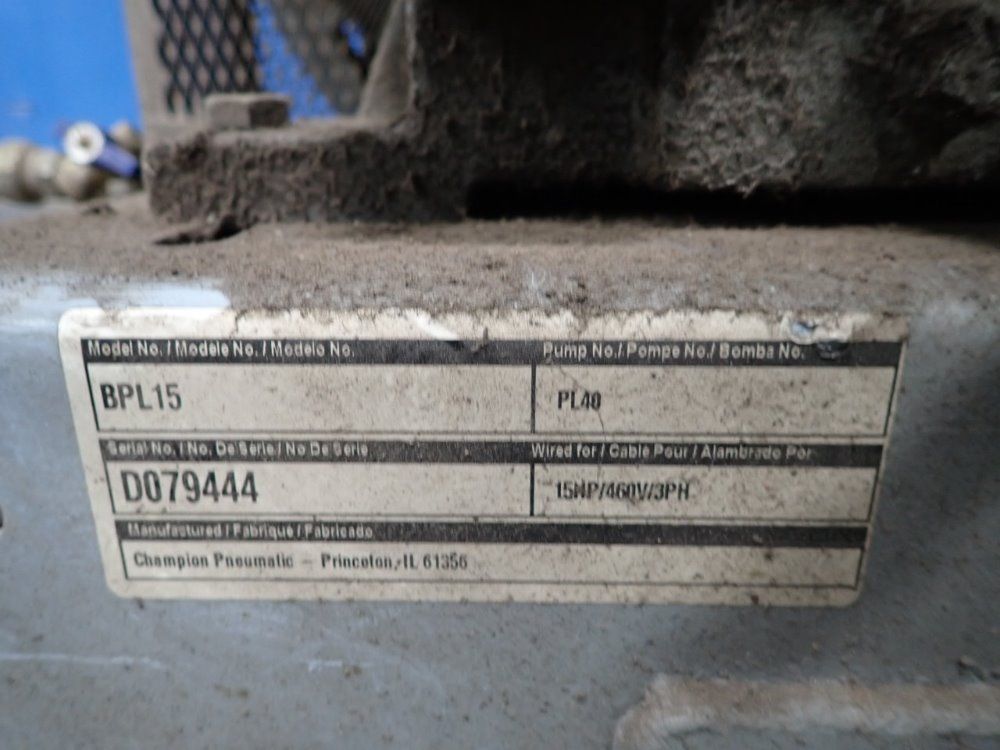 Model No. / Modele No. / Modelo No.
Pump No./ Pompe No./ Bomba No.
BPL15
PL40
Serial No. / No. De Serie / No De Serie
Wired for / Cable Pour / Alambrado Por
D079444
15HP/460V/3PH
Manufactured / Fabrique / Fabricado
Champion Pneumatic – Princeton, IL 61356